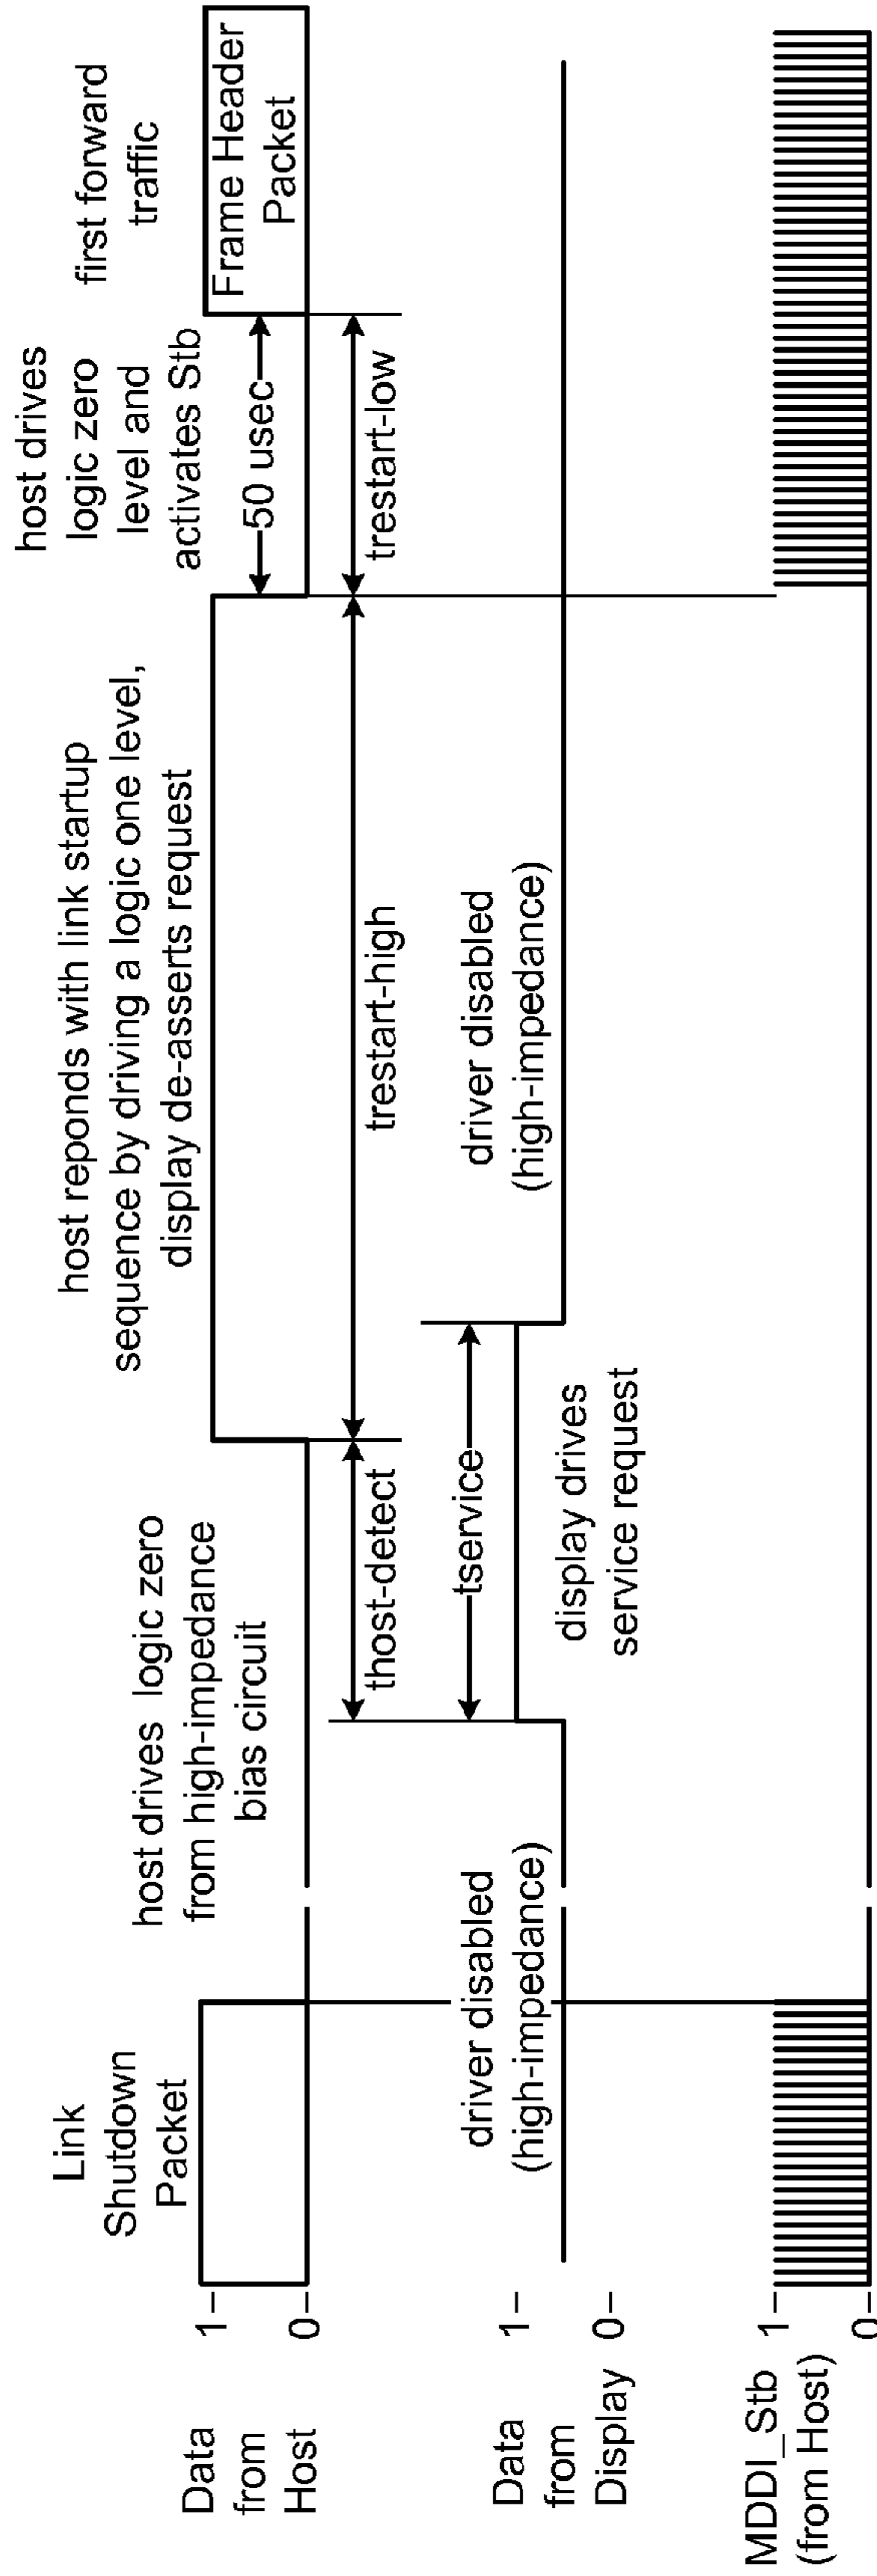 Link
Shutdown
Packet
host drives logic zero
from high-impedance
bias circuit
host reponds with link startup
sequence by driving a logic one level,
display de-asserts request
host drives
logic zero
level and
activates Stb
first forward
traffic
Data
from
Host
1
0
50 usec
Frame Header
Packet
thost-detect
trestart-high
trestart-low
Data
from
Display
1
0
driver disabled
(high-impedance)
tservice
display drives
service request
driver disabled
(high-impedance)
MDDI_Stb
(from Host)
1
0